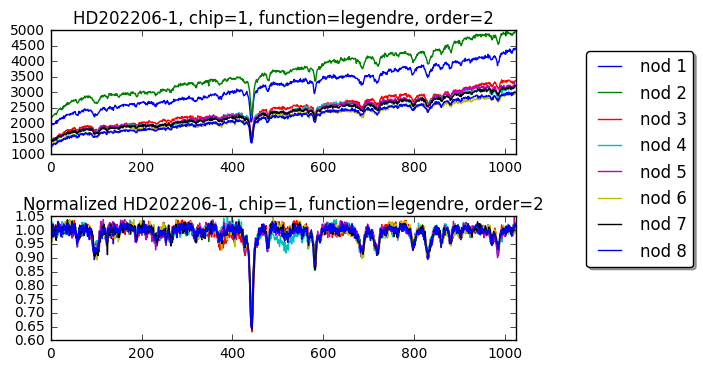 HD202206-1, chip=1, function=legendre, order=2
5000
4500
4000
3500
3000
2500
2000
1500
1000
0 200 400 600 800 1000
Normalized HD202206-1, chip=1, function=legendre, order=2
1.05
1.00
0.95
0.90
0.85
0.80
0.75
0.70
0.65
0.60
0 200 400 600 800 1000
nod 1
nod 2
nod 3
nod 4
nod 5
nod 6
nod 7
nod 8